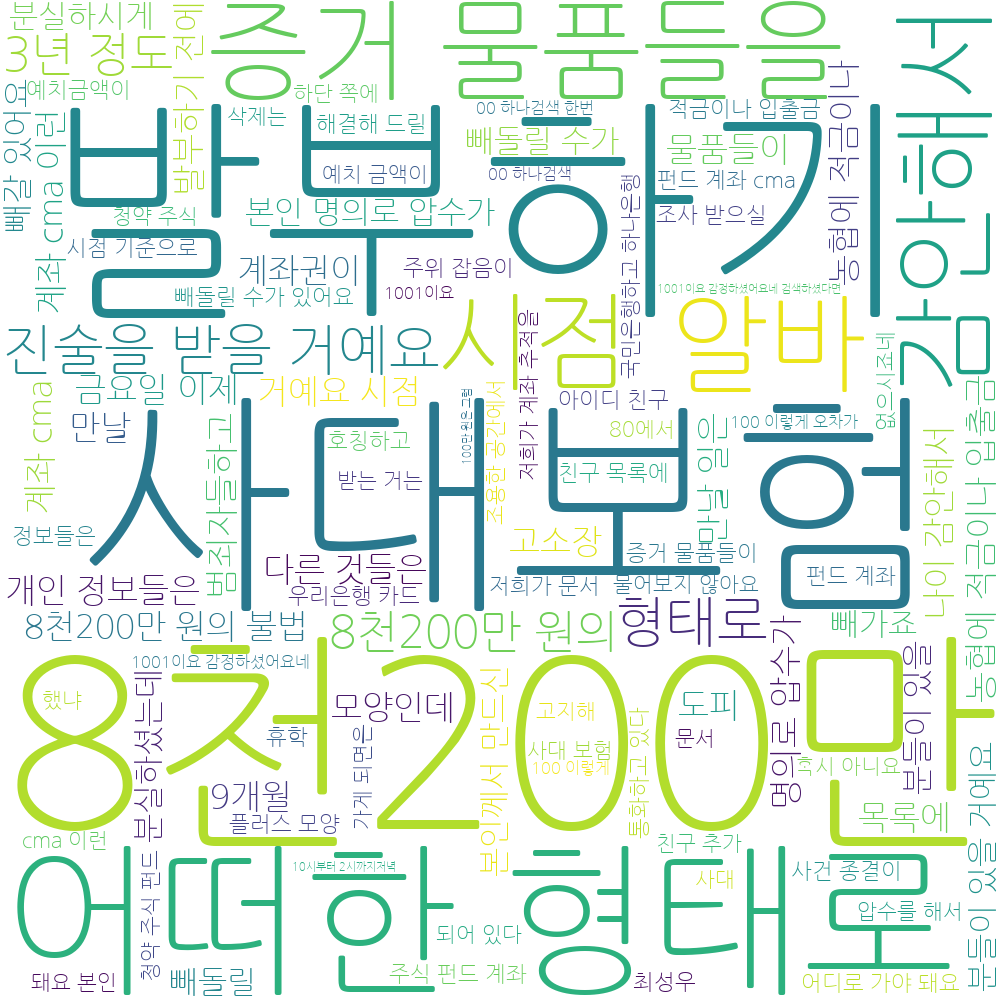 분실하시게
3년 정도
증거 물품들을
발부하기 전에
감안해서
예치금액이
하단 쪽에
00 하나검색 한번
적금이나 입출금
삭제는
해결해 드릴
빼돌릴 수가
물품들이
빼갈 있어요
계좌 cma 이런
발부하기
예치 금액이
00 하나검색
펀드 계좌 cma
농협에 적금이나
청약 주식
본인 명의로 압수가
조사 받으실
시점 기준으로
계좌권이
주위 잡음이
국민은행하고 하나은행
빼돌릴 수가 있어요
1001이요
1001이요 감정하셨어요네 검색하셨다면
진술을 받을 거예요
시점
알바
저희가 계좌 추적을
없으시죠네
금요일 이제
거예요 시점
아이디 친구
계좌 cma
만날
호칭하고
100만 원은 그럼
조용한 공간에서
80에서
100 이렇게 오차가
사대보험
범죄자들하고
받는 거는
친구 목록에
만날 일은
나이 감안해서
농협에 적금이나 입출금
정보들은
고소장
증거 물품들이
다른 것들은
개인 정보들은
우리은행 카드
저희가 문서
물어보지 않아요
펀드 계좌
8천200만 원의 불법
8천200만 원의
형태로
명의로 압수가
빼가죠
1001이요 감정하셨어요네
8천200만
분실하셨는데
했냐
모양인데
본인께서 만드신
고지해
도피
분들이 있을
휴학
사대 보험
문서
100 이렇게
통화하고 있다
혹시 아니요
9개월
가게 되면은
플러스 모양
목록에
cma 이런
친구 추가
분들이 있을 거예요
어떠한 형태로
10시부터 2시까지저녁
사대
사건 종결이
청약 주식 펀드
압수를 해서
되어 있다
돼요 본인
빼돌릴
주식 펀드 계좌
최성우
어디로 가야 돼요